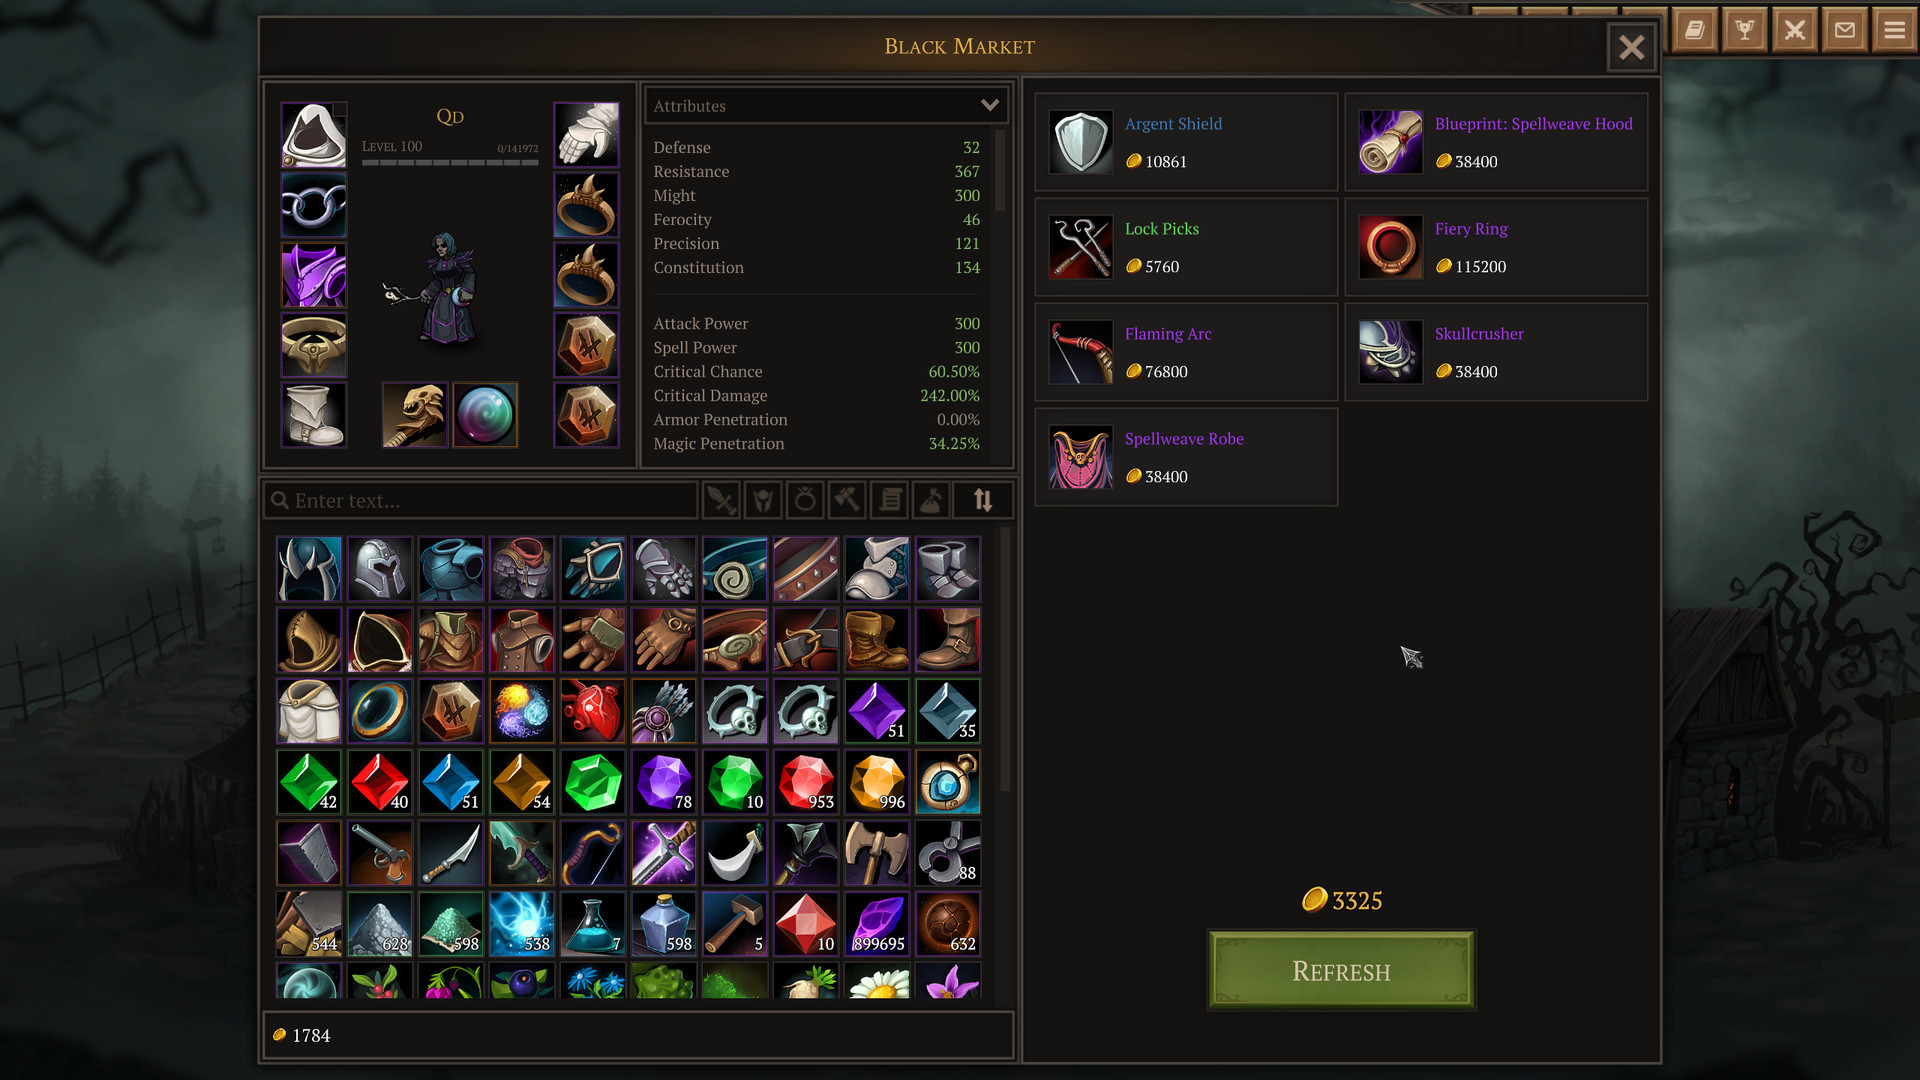 BLACK MARKET
QD
LEVEL 100
0/141972
Attributes
Defense 32
Resistance 367
Might 300
Ferocity 46
Precision 121
Constitution 134
Attack Power 300
Spell Power 300
Critical Chance 60.50%
Critical Damage 242.00%
Armor Penetration 0.00%
Magic Penetration 34.25%
Enter text...
51 35
42 40 51 54 78 10 953 996
88
544 628 598 538 7 598 5 10 899695 632
1784
Argent Shield
10861
Blueprint: Spellweave Hood
38400
Lock Picks
5760
Fiery Ring
115200
Flaming Arc
76800
Skullcrusher
38400
Spellweave Robe
38400
3325
REFRESH